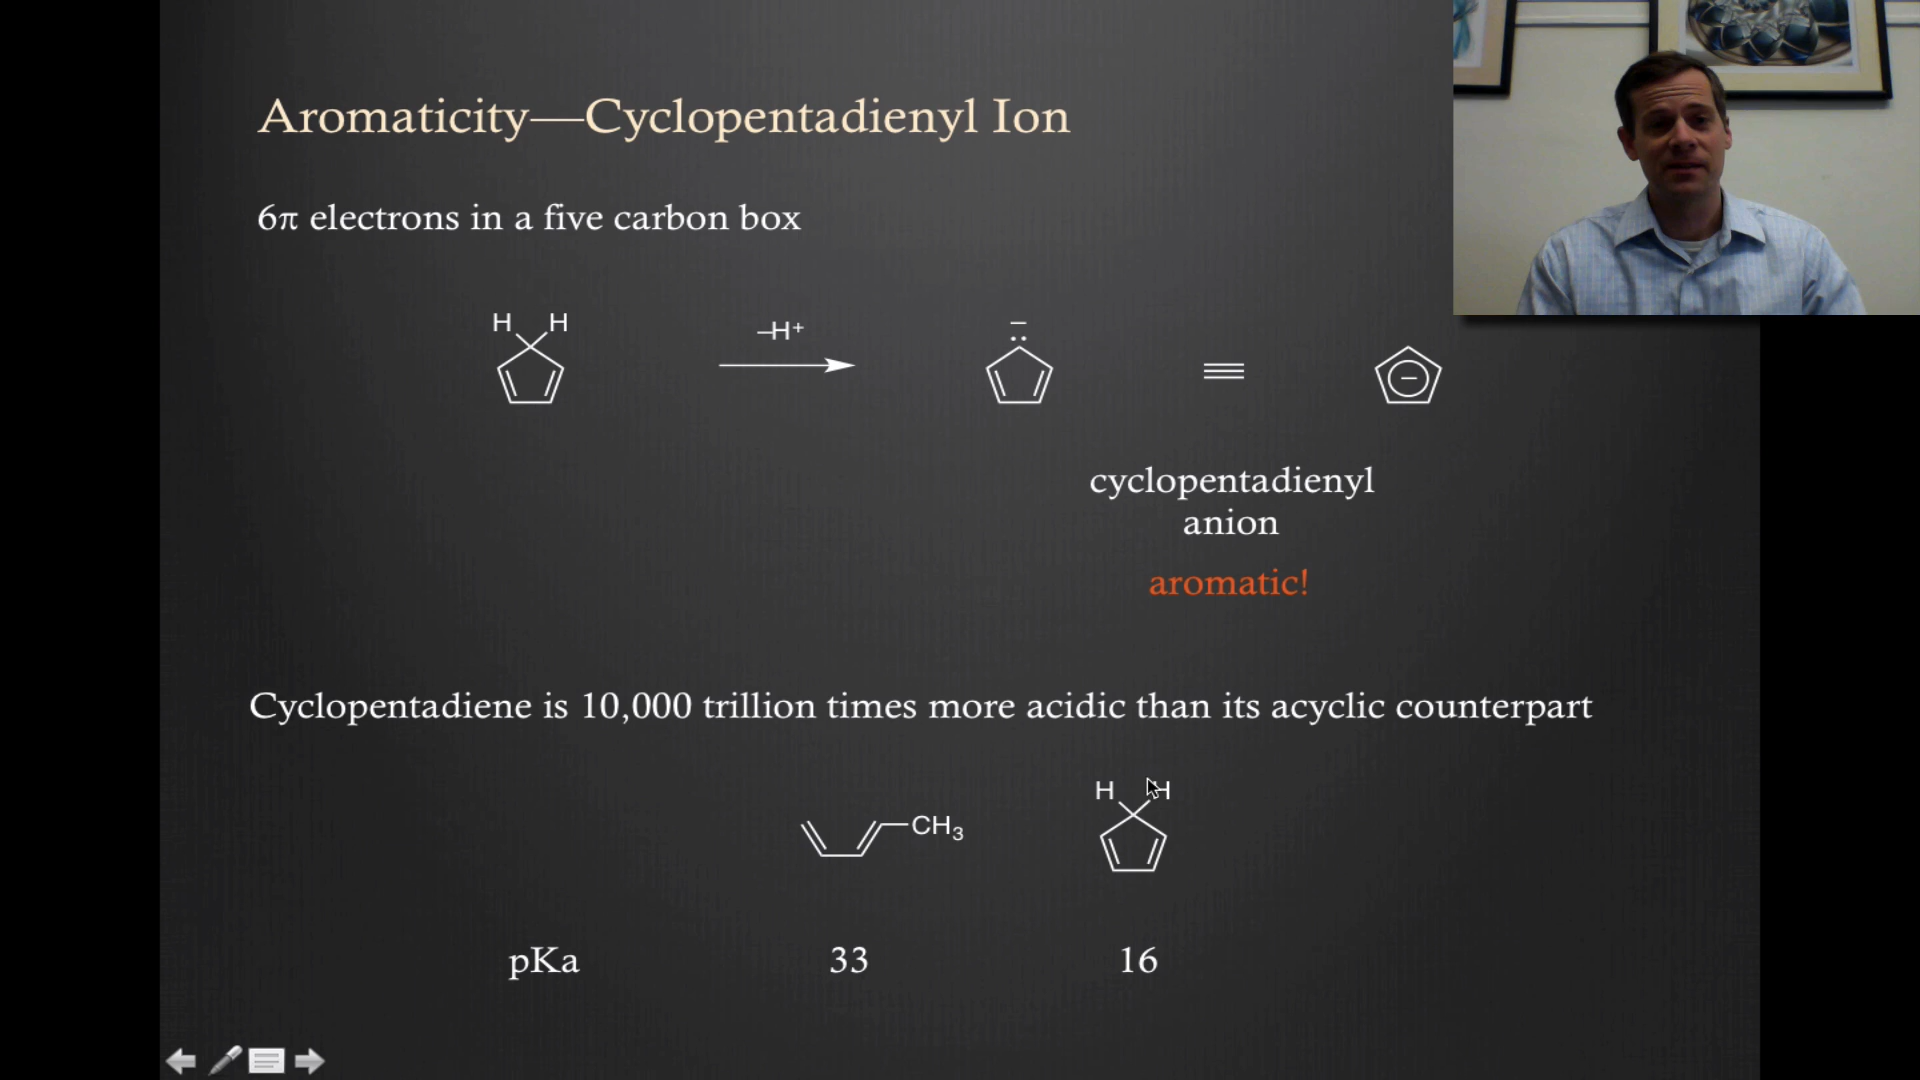 Aromaticity—Cyclopentadienyl Ion
6π electrons in a five carbon box
H H
–H⁺
–
..
≡
–
cyclopentadienyl
anion
aromatic!
Cyclopentadiene is 10,000 trillion times more acidic than its acyclic counterpart
H H
CH₃
pKa 33 16